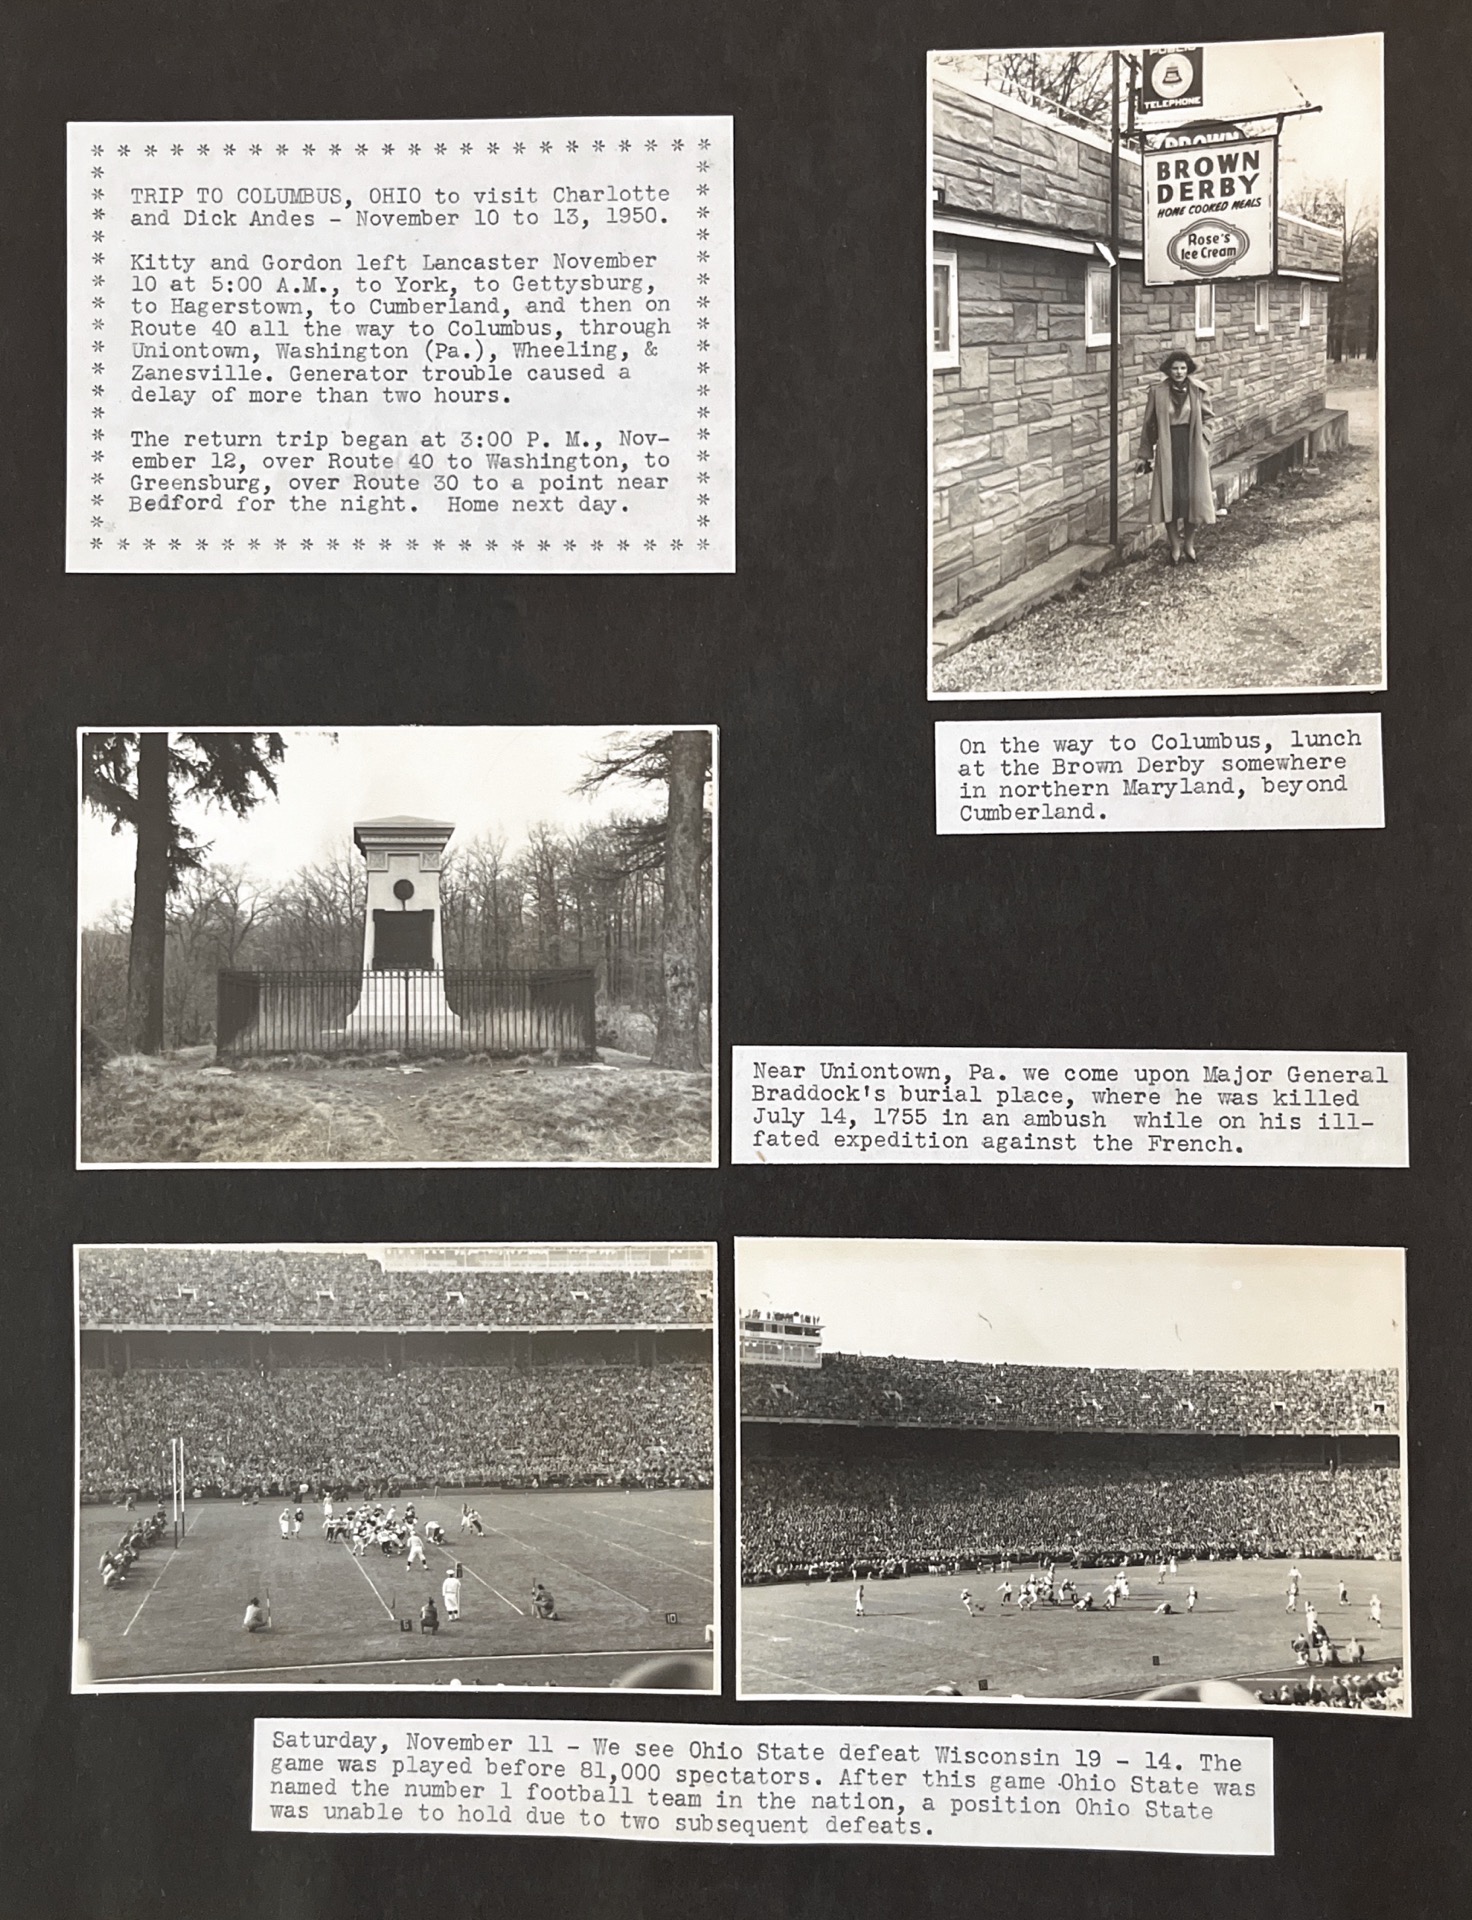 * * * * * * * * * * * * * * * * * * * * * * * *
TRIP TO COLUMBUS, OHIO to visit Charlotte
and Dick Andes - November 10 to 13, 1950.
Kitty and Gordon left Lancaster November
10 at 5:00 A.M., to York, to Gettysburg,
to Hagerstown, to Cumberland, and then on
Route 40 all the way to Columbus, through
Uniontown, Washington (Pa.), Wheeling, &
Zanesville. Generator trouble caused a
delay of more than two hours.
The return trip began at 3:00 P. M., Nov-
ember 12, over Route 40 to Washington, to
Greensburg, over Route 30 to a point near
Bedford for the night.  Home next day.
* * * * * * * * * * * * * * * * * * * * * * * *
PUBLIC
TELEPHONE
BROWN
BROWN
DERBY
HOME COOKED MEALS
Rose's
Ice Cream
On the way to Columbus, lunch
at the Brown Derby somewhere
in northern Maryland, beyond
Cumberland.
Near Uniontown, Pa. we come upon Major General
Braddock's burial place, where he was killed
July 14, 1755 in an ambush  while on his ill-
fated expedition against the French.
10
Saturday, November 11 - We see Ohio State defeat Wisconsin 19 - 14. The
game was played before 81,000 spectators. After this game Ohio State was
named the number 1 football team in the nation, a position Ohio State
was unable to hold due to two subsequent defeats.